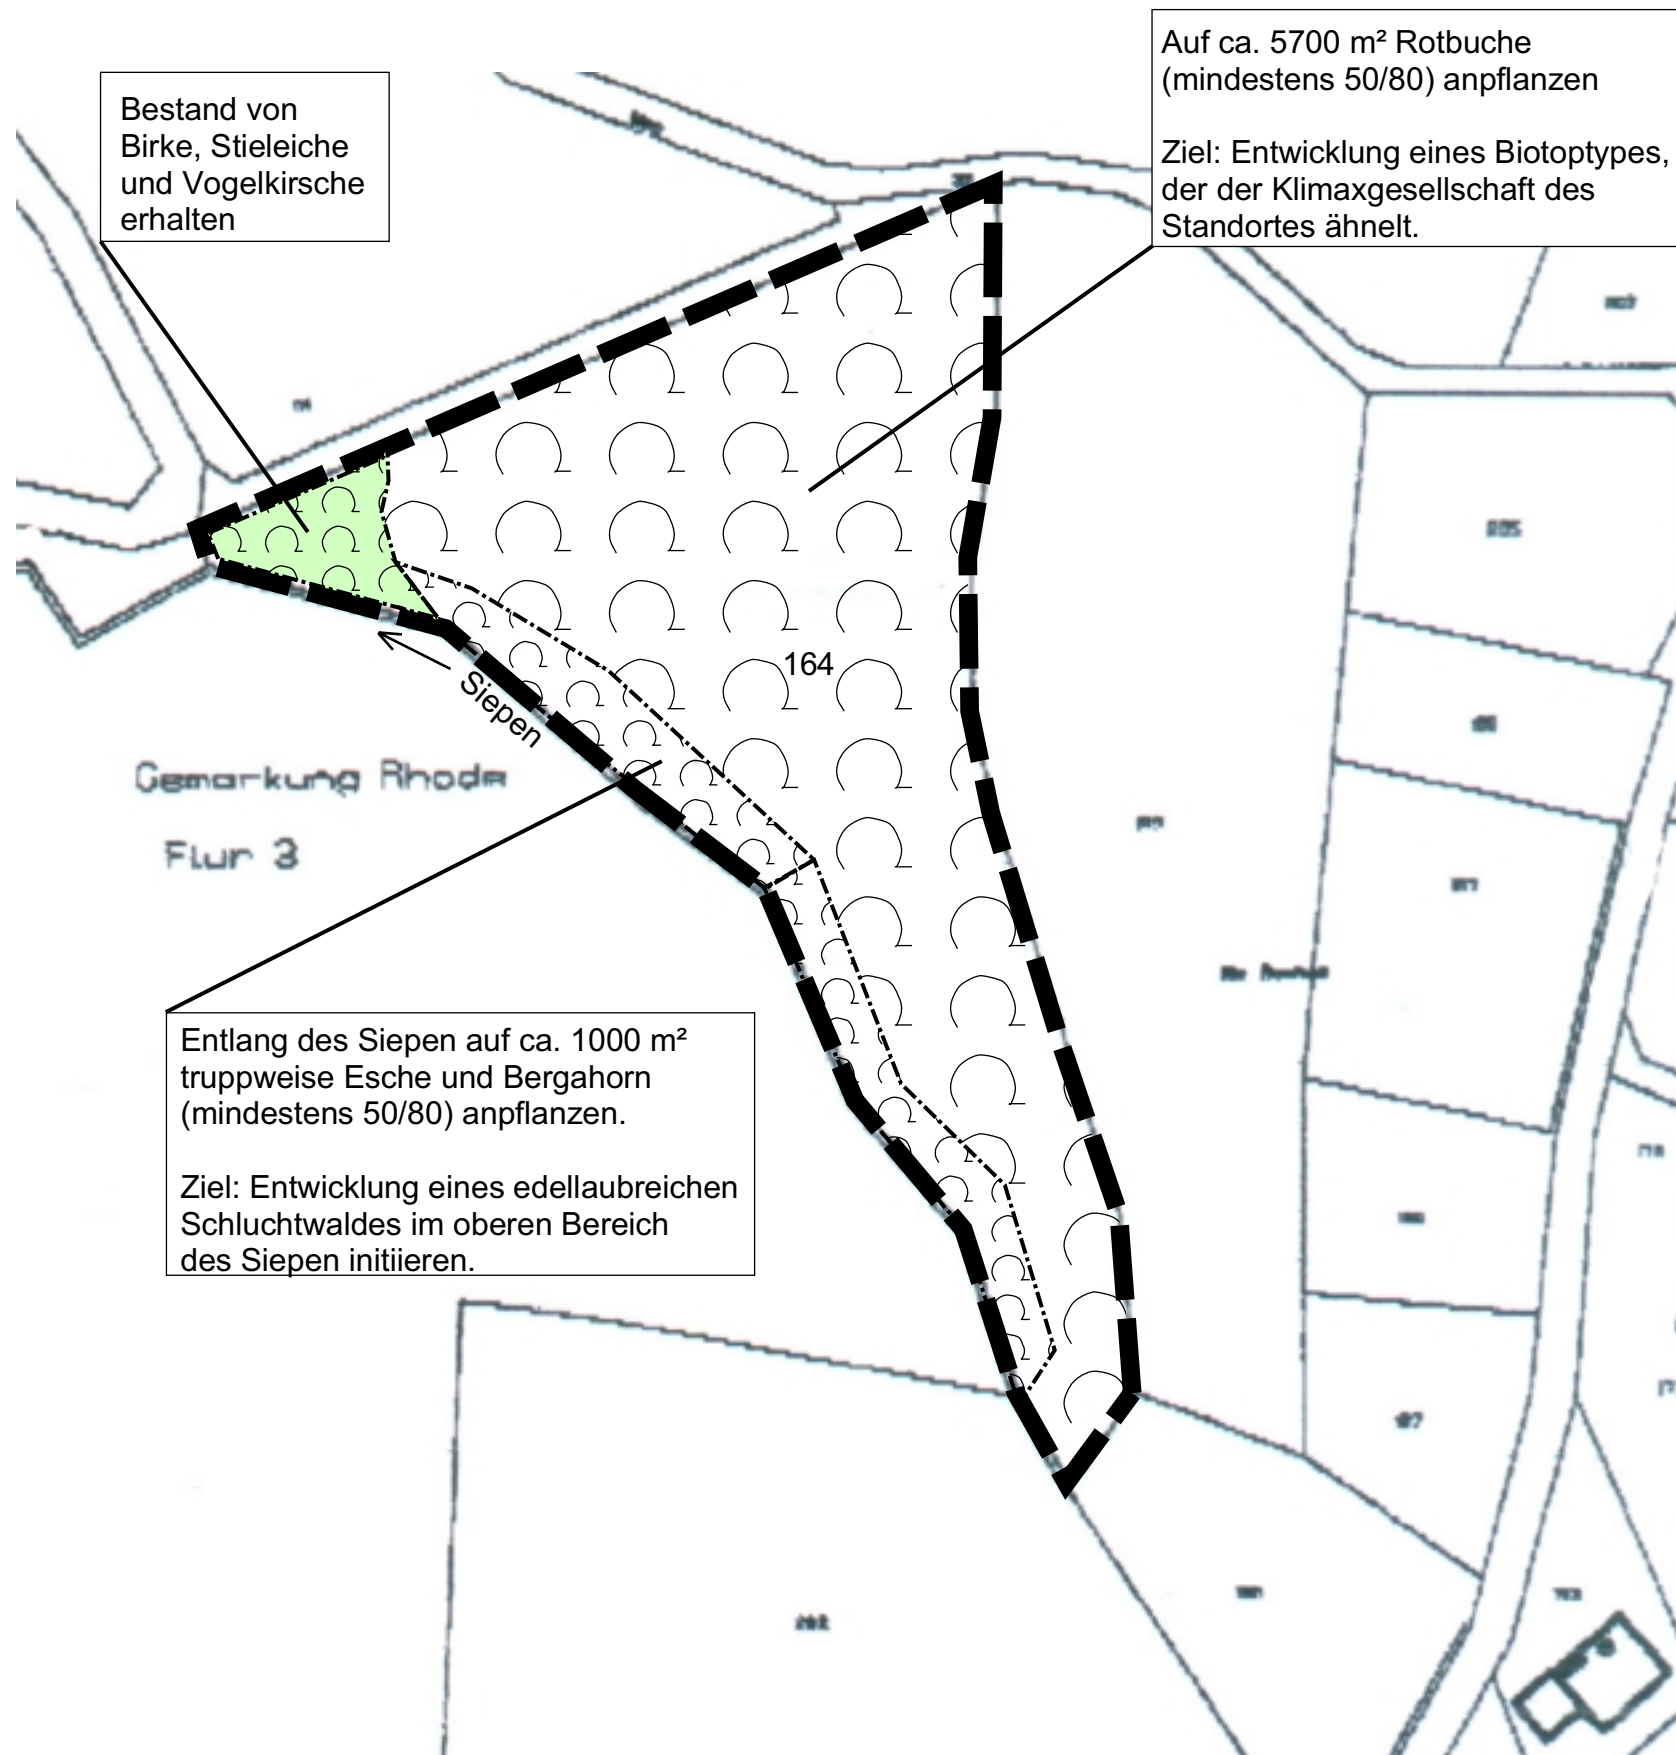 Auf ca. 5700 m² Rotbuche
(mindestens 50/80) anpflanzen
Ziel: Entwicklung eines Biotoptypes,
der der Klimaxgesellschaft des
Standortes ähnelt.
Bestand von
Birke, Stieleiche
und Vogelkirsche
erhalten
164
Siepen
Gemarkung Rhode
Flur 3
Entlang des Siepen auf ca. 1000 m²
truppweise Esche und Bergahorn
(mindestens 50/80) anpflanzen.
Ziel: Entwicklung eines edellaubreichen
Schluchtwaldes im oberen Bereich
des Siepen initiieren.